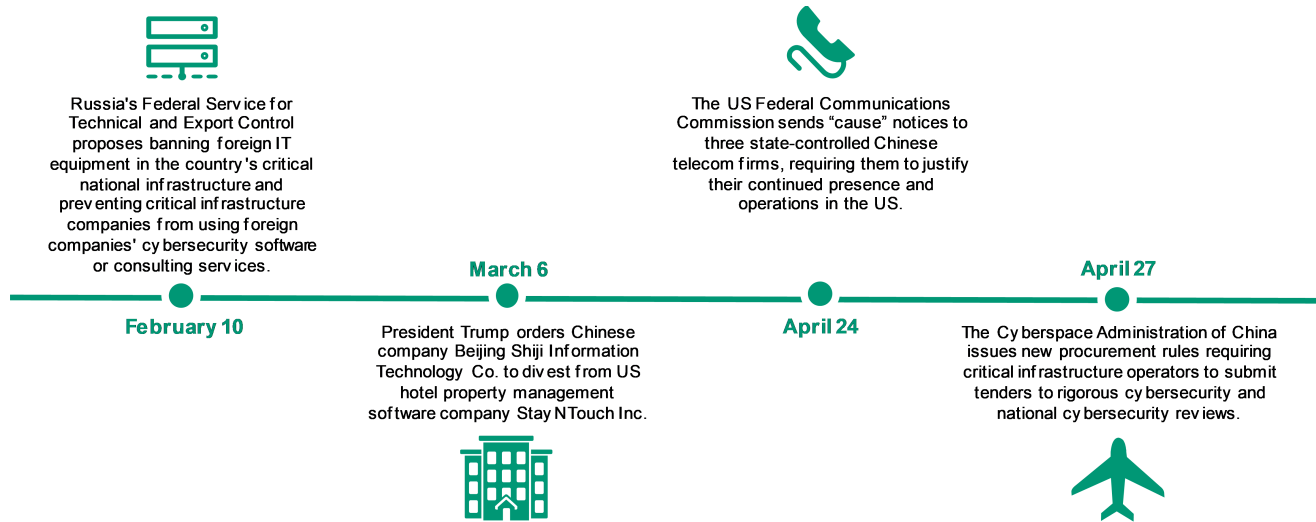 Russia's Federal Service for
Technical and Export Control
proposes banning foreign IT
equipment in the country's critical
national infrastructure and
preventing critical infrastructure
companies from using foreign
companies' cybersecurity software
or consulting services.
February 10
March 6
President Trump orders Chinese
company Beijing Shiji Information
Technology Co. to divest from US
hotel property management
software company StayNTouch Inc.
The US Federal Communications
Commission sends “cause” notices to
three state-controlled Chinese
telecom firms, requiring them to justify
their continued presence and
operations in the US.
April 24
April 27
The Cyberspace Administration of China
issues new procurement rules requiring
critical infrastructure operators to submit
tenders to rigorous cybersecurity and
national cybersecurity reviews.